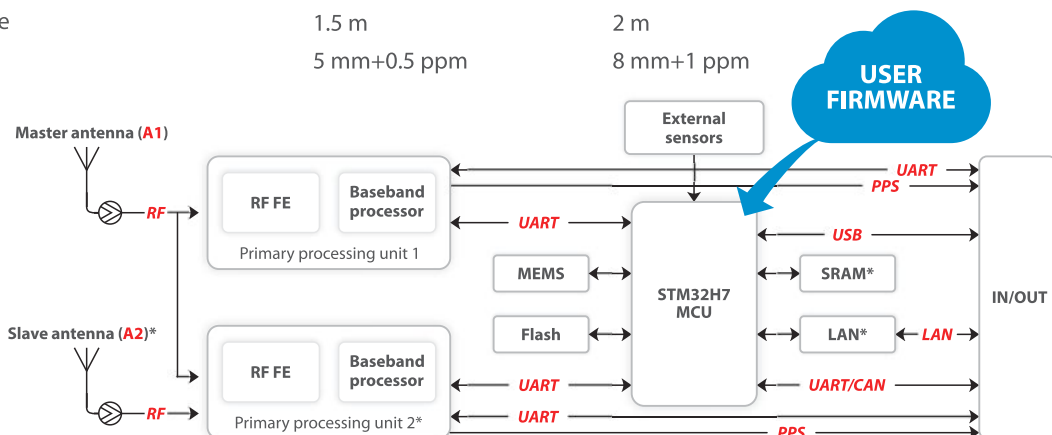 e
1.5 m
2 m
5 mm+0.5 ppm
8 mm+1 ppm
USER
FIRMWARE
External
sensors
Master antenna (A1)
UART
PPS
RF FE
Baseband
processor
RF
UART
USB
Primary processing unit 1
MEMS
SRAM*
STM32H7
MCU
IN/OUT
Slave antenna (A2)*
Flash
LAN*
LAN
RF FE
Baseband
processor
UART
UART/CAN
RF
UART
Primary processing unit 2*
PPS